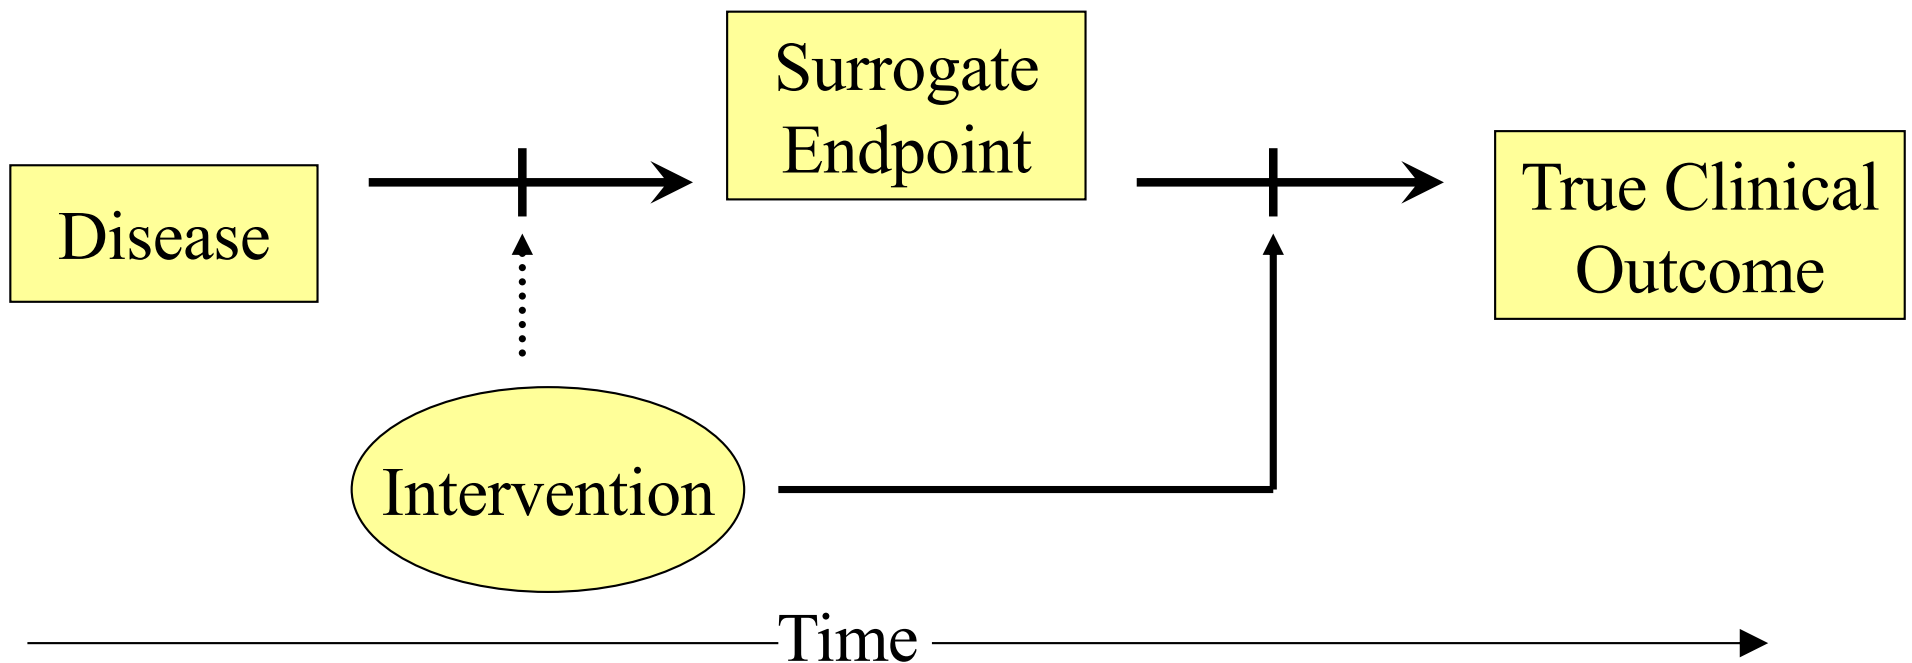 Surrogate
Endpoint
Disease
True Clinical
Outcome
Intervention
Time